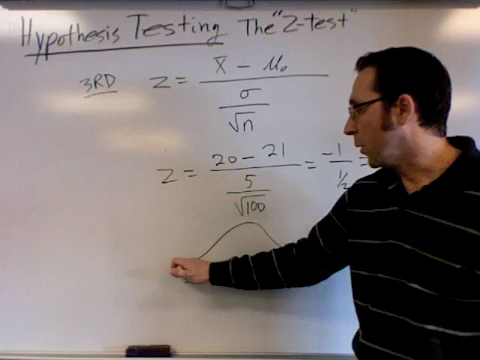 Hypothesis Testing The "Z-test"
3RD z = x̄ - μ₀ / σ / √n
z = 20 - 21 / 5 / √100 = -1 / 1/2 =